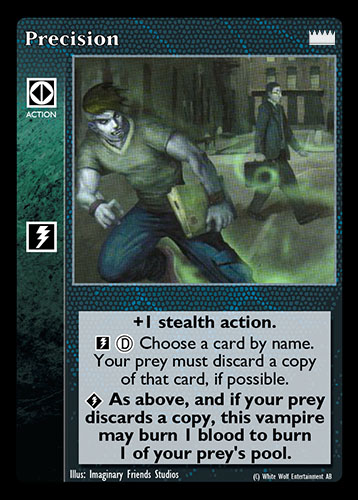 Precision
ACTION
+1 stealth action.
D Choose a card by name.
Your prey must discard a copy
of that card, if possible.
As above, and if your prey
discards a copy, this vampire
may burn 1 blood to burn
1 of your prey's pool.
Illus: Imaginary Friends Studios
(C) White Wolf Entertainment AB